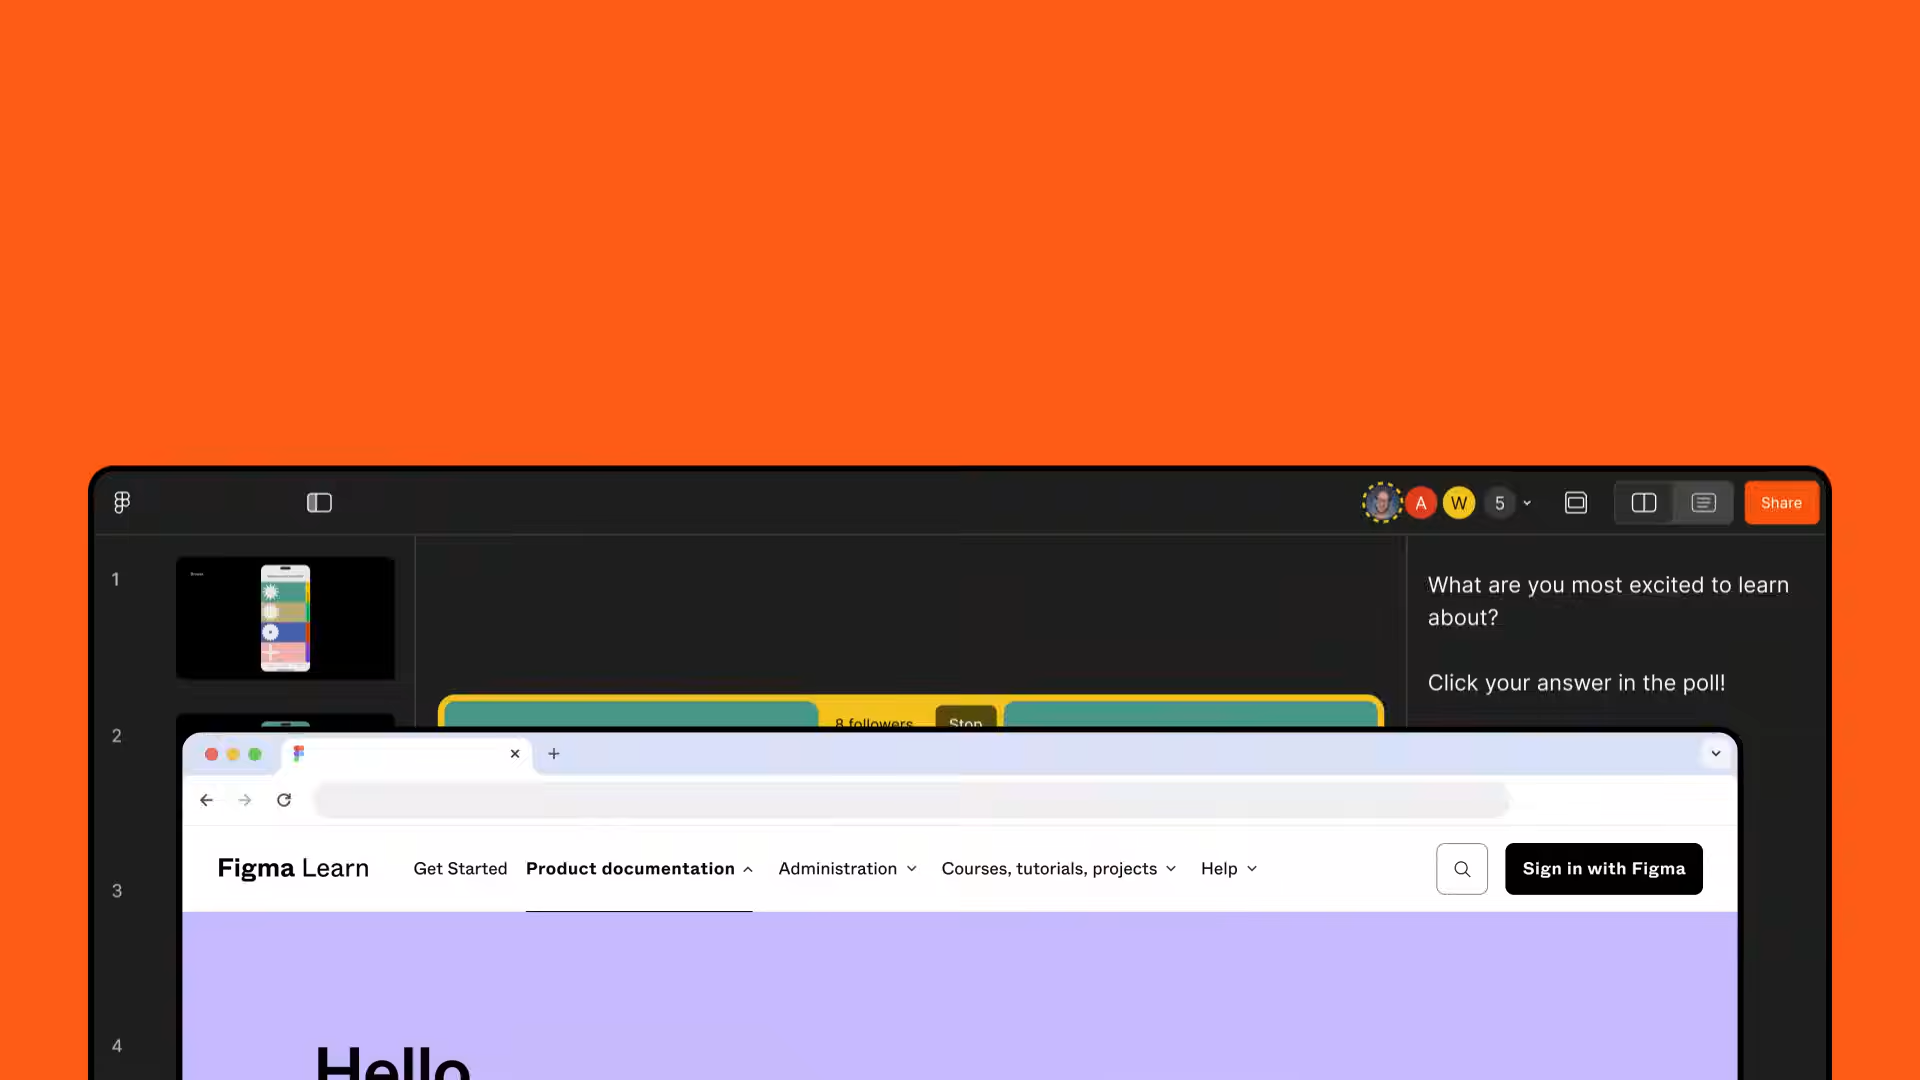 A
W
5
Share
1
What are you most excited to learn
about?
Click your answer in the poll!
2
8 followers
Stop
Figma Learn
Get Started
Product documentation
Administration
Courses, tutorials, projects
Help
Sign in with Figma
3
Hello
4